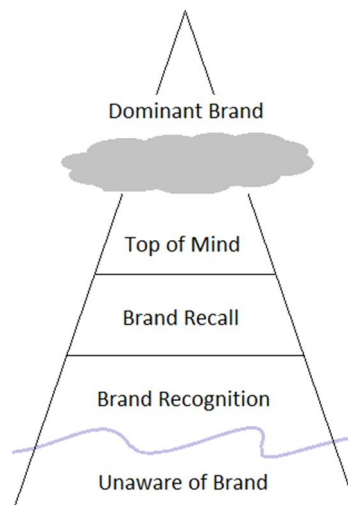 Dominant Brand
Top of Mind
Brand Recall
Brand Recognition
Unaware of Brand